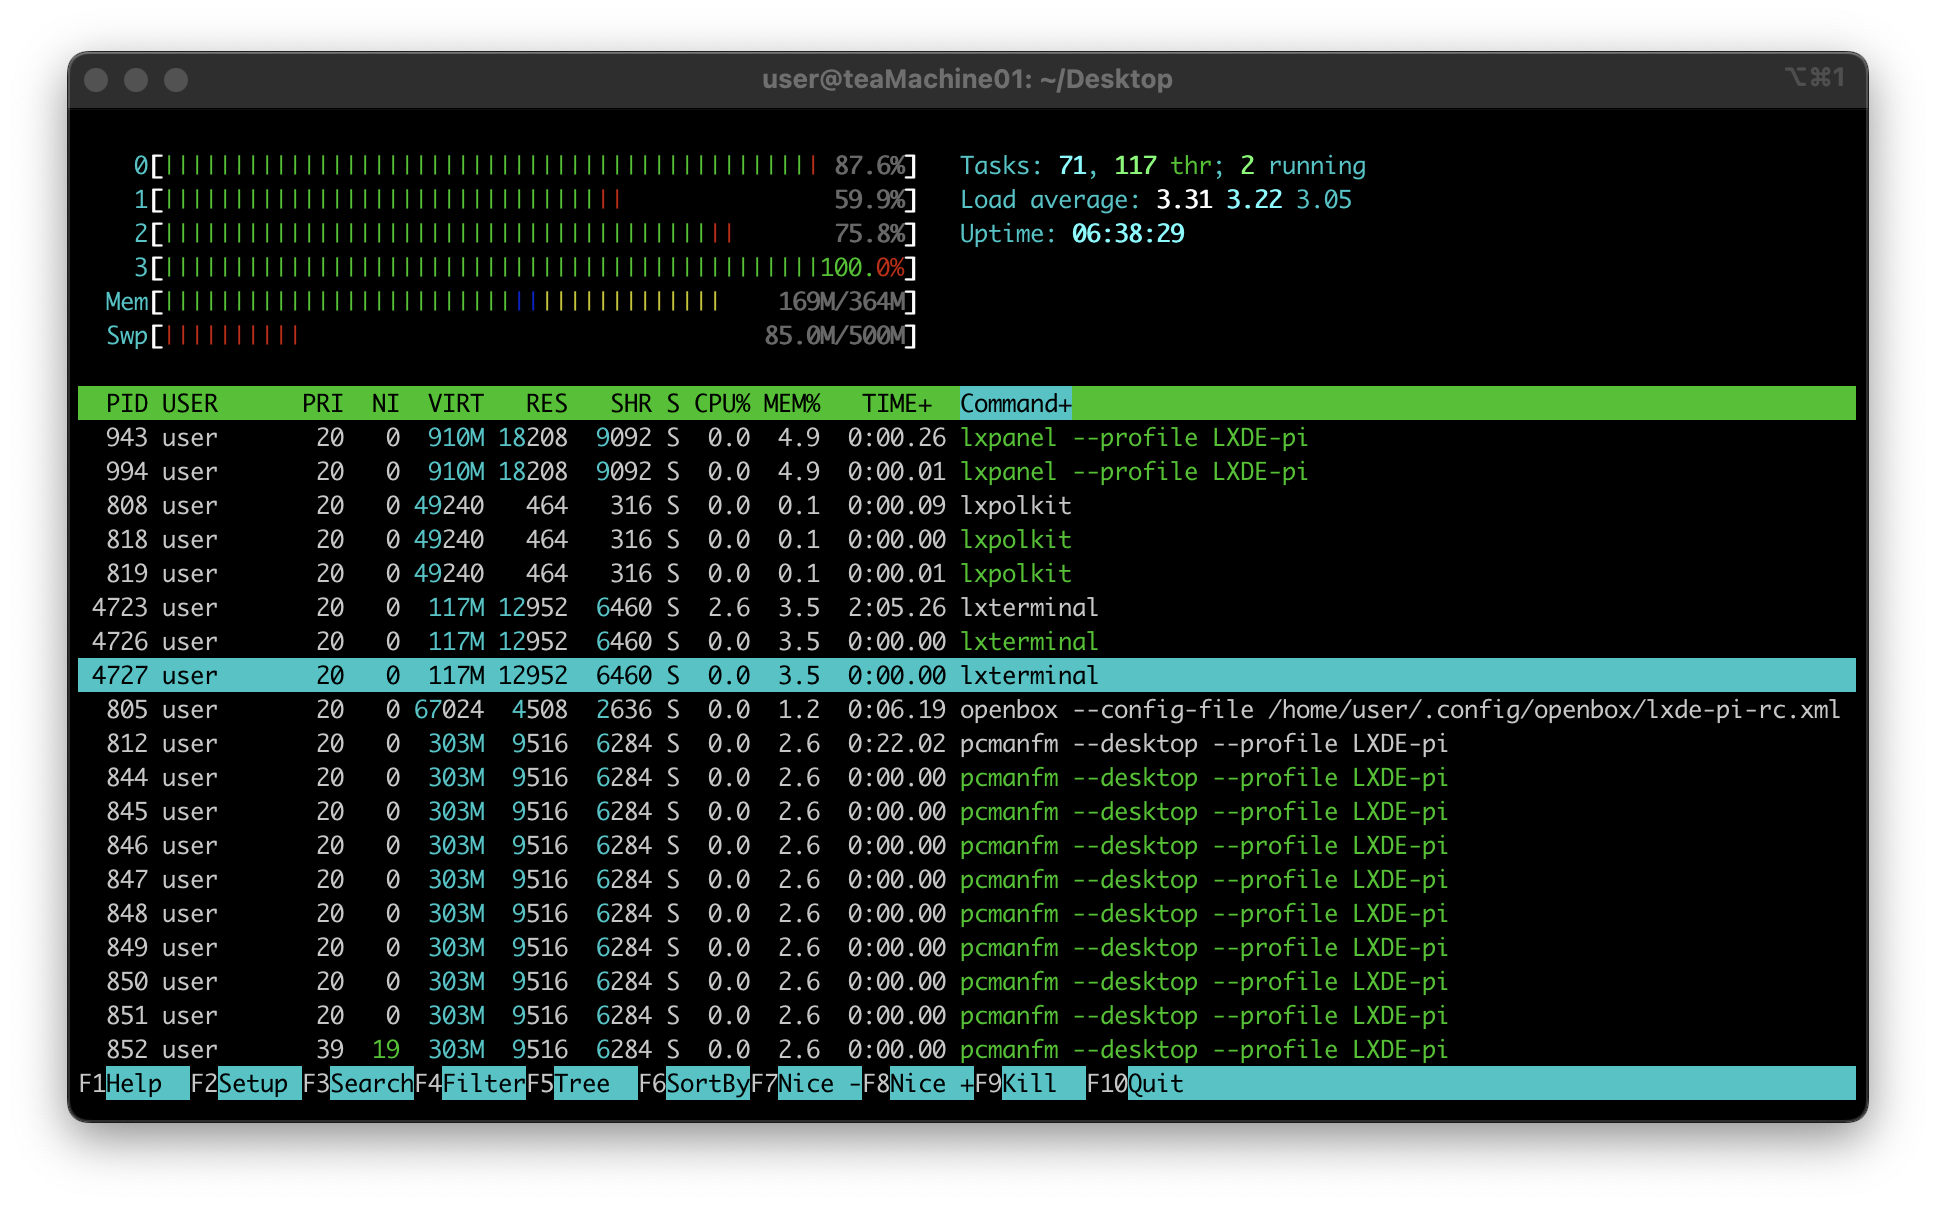 user@teaMachine01: ~/Desktop ⌥⌘1
0[||||||||||||||||||||||||||||||||||||||||||||||| 87.6%] Tasks: 71, 117 thr; 2 running
1[||||||||||||||||||||||||||||||||| 59.9%] Load average: 3.31 3.22 3.05
2[||||||||||||||||||||||||||||||||||||||||| 75.8%] Uptime: 06:38:29
3[|||||||||||||||||||||||||||||||||||||||||||||||100.0%]
Mem[|||||||||||||||||||||||||||||||||||||||| 169M/364M]
Swp[|||||||||| 85.0M/500M]
PID USER PRI NI VIRT RES SHR S CPU% MEM% TIME+ Command+
943 user 20 0 910M 18208 9092 S 0.0 4.9 0:00.26 lxpanel --profile LXDE-pi
994 user 20 0 910M 18208 9092 S 0.0 4.9 0:00.01 lxpanel --profile LXDE-pi
808 user 20 0 49240 464 316 S 0.0 0.1 0:00.09 lxpolkit
818 user 20 0 49240 464 316 S 0.0 0.1 0:00.00 lxpolkit
819 user 20 0 49240 464 316 S 0.0 0.1 0:00.01 lxpolkit
4723 user 20 0 117M 12952 6460 S 2.6 3.5 2:05.26 lxterminal
4726 user 20 0 117M 12952 6460 S 0.0 3.5 0:00.00 lxterminal
4727 user 20 0 117M 12952 6460 S 0.0 3.5 0:00.00 lxterminal
805 user 20 0 67024 4508 2636 S 0.0 1.2 0:06.19 openbox --config-file /home/user/.config/openbox/lxde-pi-rc.xml
812 user 20 0 303M 9516 6284 S 0.0 2.6 0:22.02 pcmanfm --desktop --profile LXDE-pi
844 user 20 0 303M 9516 6284 S 0.0 2.6 0:00.00 pcmanfm --desktop --profile LXDE-pi
845 user 20 0 303M 9516 6284 S 0.0 2.6 0:00.00 pcmanfm --desktop --profile LXDE-pi
846 user 20 0 303M 9516 6284 S 0.0 2.6 0:00.00 pcmanfm --desktop --profile LXDE-pi
847 user 20 0 303M 9516 6284 S 0.0 2.6 0:00.00 pcmanfm --desktop --profile LXDE-pi
848 user 20 0 303M 9516 6284 S 0.0 2.6 0:00.00 pcmanfm --desktop --profile LXDE-pi
849 user 20 0 303M 9516 6284 S 0.0 2.6 0:00.00 pcmanfm --desktop --profile LXDE-pi
850 user 20 0 303M 9516 6284 S 0.0 2.6 0:00.00 pcmanfm --desktop --profile LXDE-pi
851 user 20 0 303M 9516 6284 S 0.0 2.6 0:00.00 pcmanfm --desktop --profile LXDE-pi
852 user 39 19 303M 9516 6284 S 0.0 2.6 0:00.00 pcmanfm --desktop --profile LXDE-pi
F1Help F2Setup F3SearchF4FilterF5Tree F6SortByF7Nice -F8Nice +F9Kill F10Quit